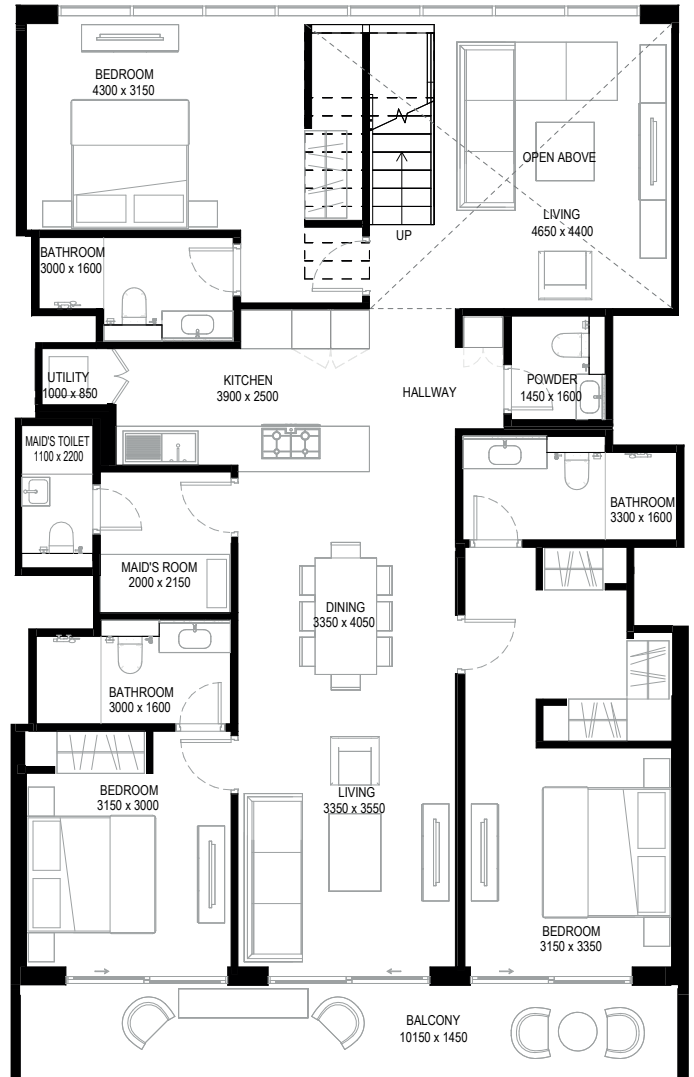 BEDROOM
4300 x 3150
OPEN ABOVE
LIVING
4650 x 4400
UP
BATHROOM
3000 x 1600
UTILITY
1000 x 850
KITCHEN
3900 x 2500
HALLWAY
POWDER
1450 x 1600
MAID'S TOILET
1100 x 2200
BATHROOM
3300 x 1600
MAID'S ROOM
2000 x 2150
DINING
3350 x 4050
BATHROOM
3000 x 1600
BEDROOM
3150 x 3000
LIVING
3350 x 3550
BEDROOM
3150 x 3350
BALCONY
10150 x 1450